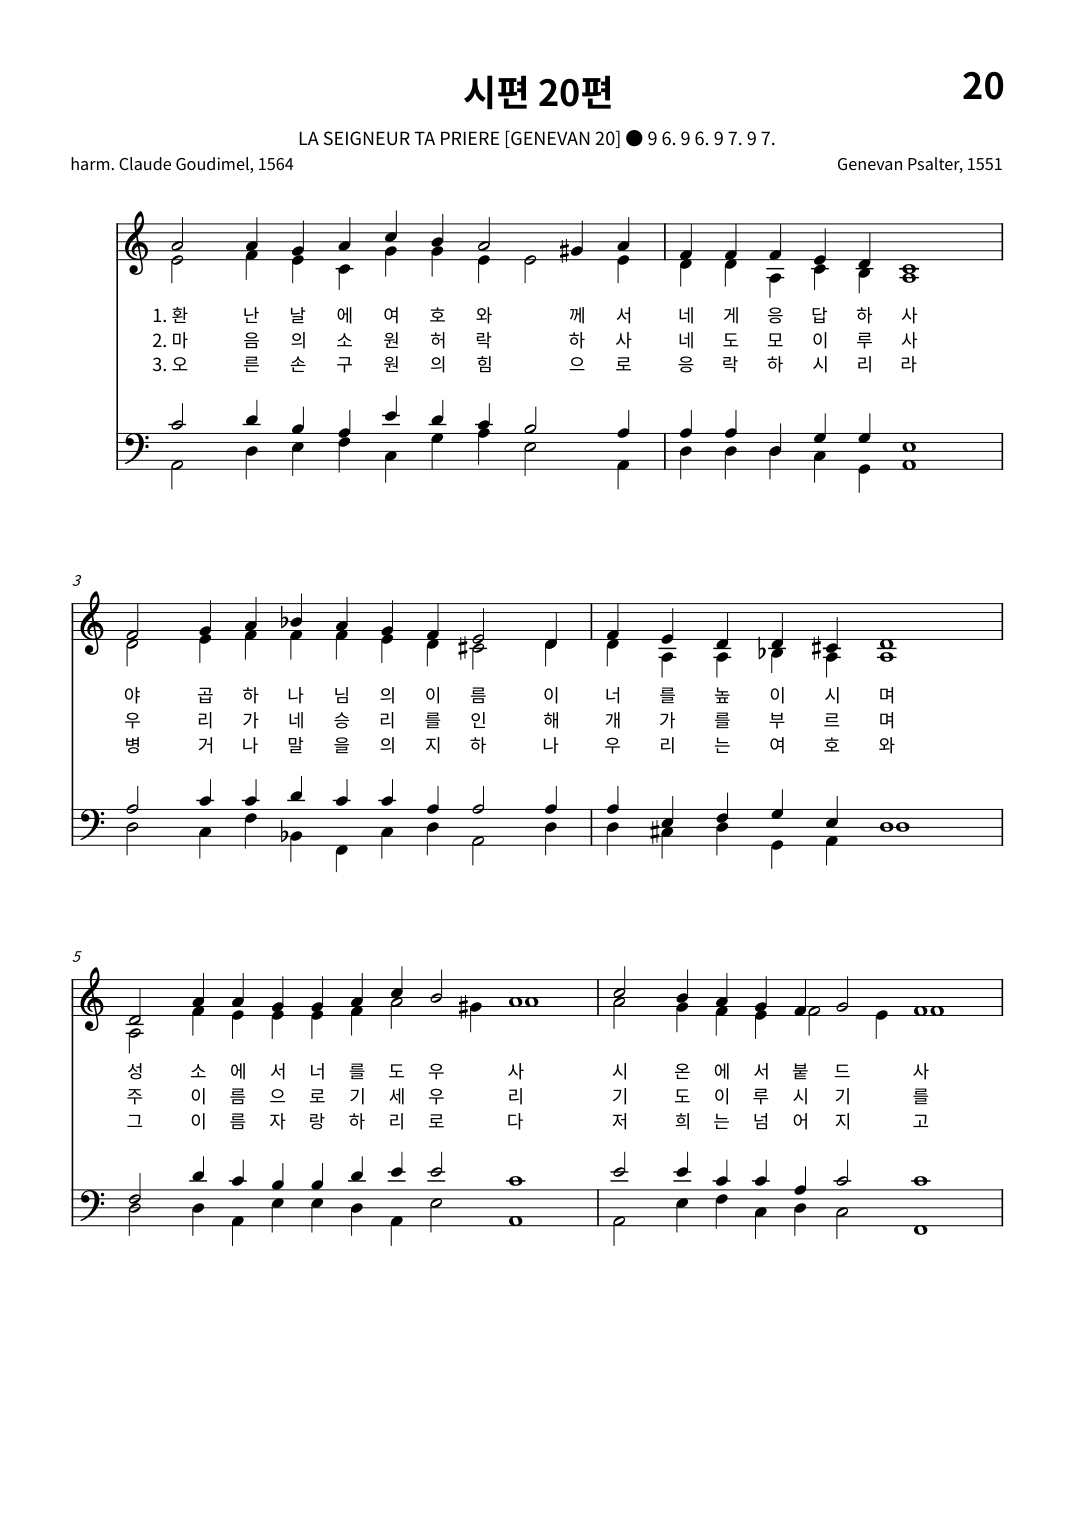 시편 20편
20
LA SEIGNEUR TA PRIERE [GENEVAN 20] ● 9 6. 9 6. 9 7. 9 7.
harm. Claude Goudimel, 1564
Genevan Psalter, 1551
1. 환 난 날 에 여 호 와 께 서 네 게 응 답 하 사
2. 마 음 의 소 원 허 락 하 사 네 도 모 이 루 사
3. 오 른 손 구 원 의 힘 으 로 응 락 하 시 리 라
3
야 곱 하 나 님 의 이 름 이 너 를 높 이 시 며
우 리 가 네 승 리 를 인 해 개 가 를 부 르 며
병 거 나 말 을 의 지 하 나 우 리 는 여 호 와
5
성 소 에 서 너 를 도 우 사 시 온 에 서 붙 드 사
주 이 름 으 로 기 세 우 리 기 도 이 루 시 기 를
그 이 름 자 랑 하 리 로 다 저 희 는 넘 어 지 고